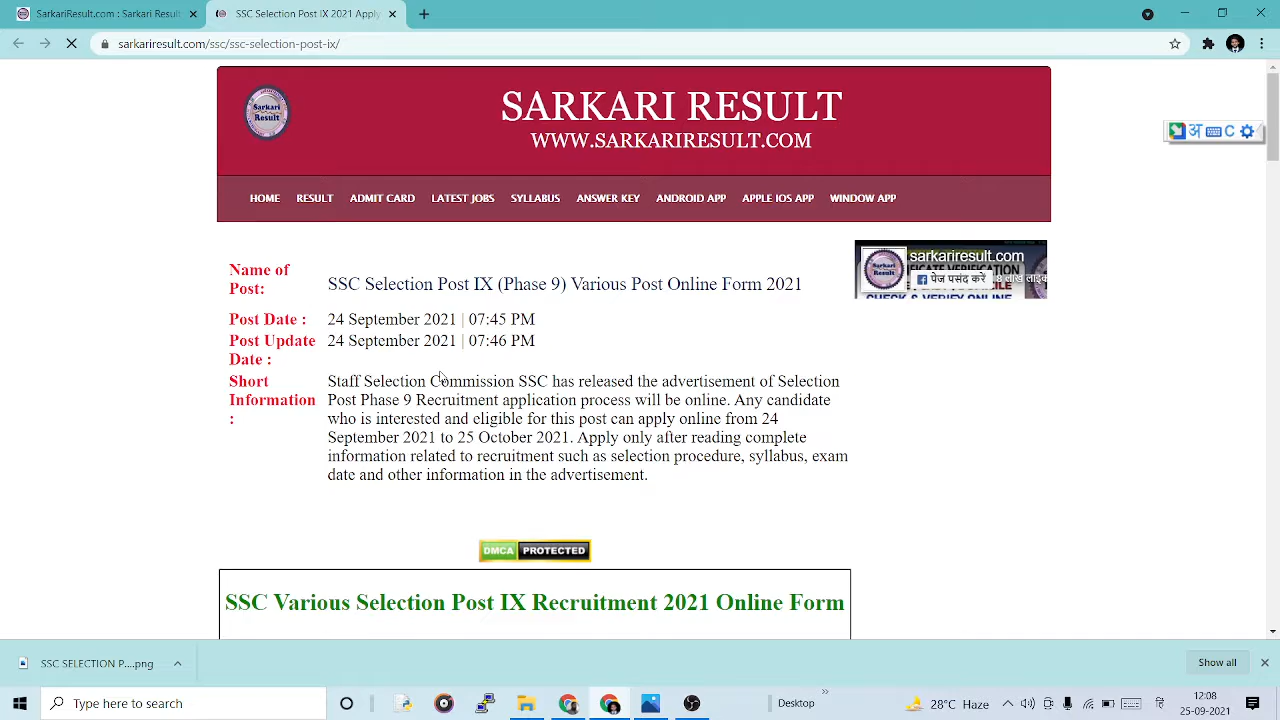 Sarkari Result: सरकारी रिजल्ट
SSC Selection Post IX 2021 Apply
sarkariresult.com/ssc/ssc-selection-post-ix/
Sarkari
Result
SARKARI RESULT
WWW.SARKARIRESULT.COM
HOME RESULT ADMIT CARD LATEST JOBS SYLLABUS ANSWER KEY ANDROID APP APPLE IOS APP WINDOW APP
अ C
sarkariresult.com
पेज पसंद करें 8 लाख लाइक
Name of
Post:
SSC Selection Post IX (Phase 9) Various Post Online Form 2021
Post Date : 24 September 2021 | 07:45 PM
Post Update
Date :
24 September 2021 | 07:46 PM
Short
Information
:
Staff Selection Commission SSC has released the advertisement of Selection
Post Phase 9 Recruitment application process will be online. Any candidate
who is interested and eligible for this post can apply online from 24
September 2021 to 25 October 2021. Apply only after reading complete
information related to recruitment such as selection procedure, syllabus, exam
date and other information in the advertisement.
DMCA PROTECTED
SSC Various Selection Post IX Recruitment 2021 Online Form
SSC SELECTION P....png
Show all
Type here to search
Desktop
28°C Haze
12:08
25-09-2021